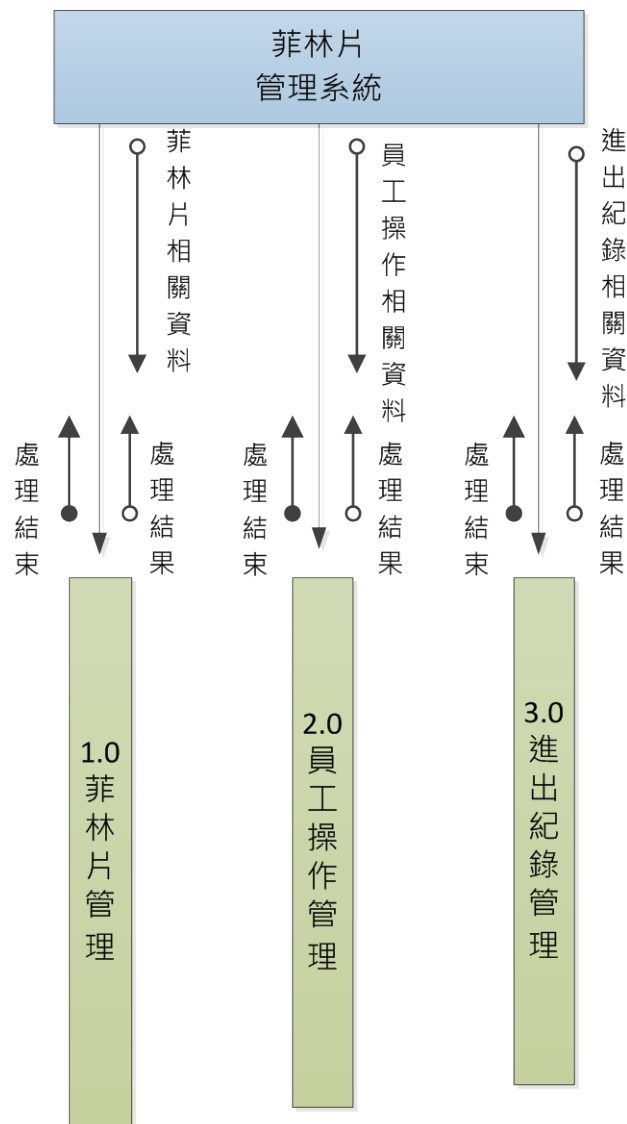 菲林片
管理系統
菲林片相關資料
員工操作相關資料
進出紀錄相關資料
處理結束
處理結果
處理結束
處理結果
處理結束
處理結果
1.0
菲林片管理
2.0
員工操作管理
3.0
進出紀錄管理